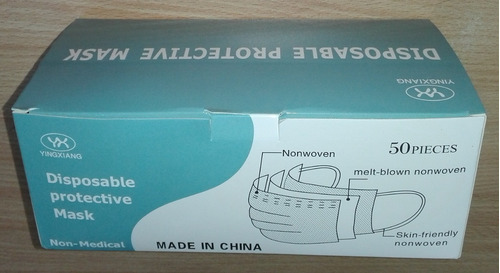 DISPOSABLE PROTECTIVE MASK
YX
YINGXIANG
YX
YINGXIANG
Disposable
protective
Mask
Non-Medical
MADE IN CHINA
50PIECES
Nonwoven
melt-blown nonwoven
Skin-friendly
nonwoven